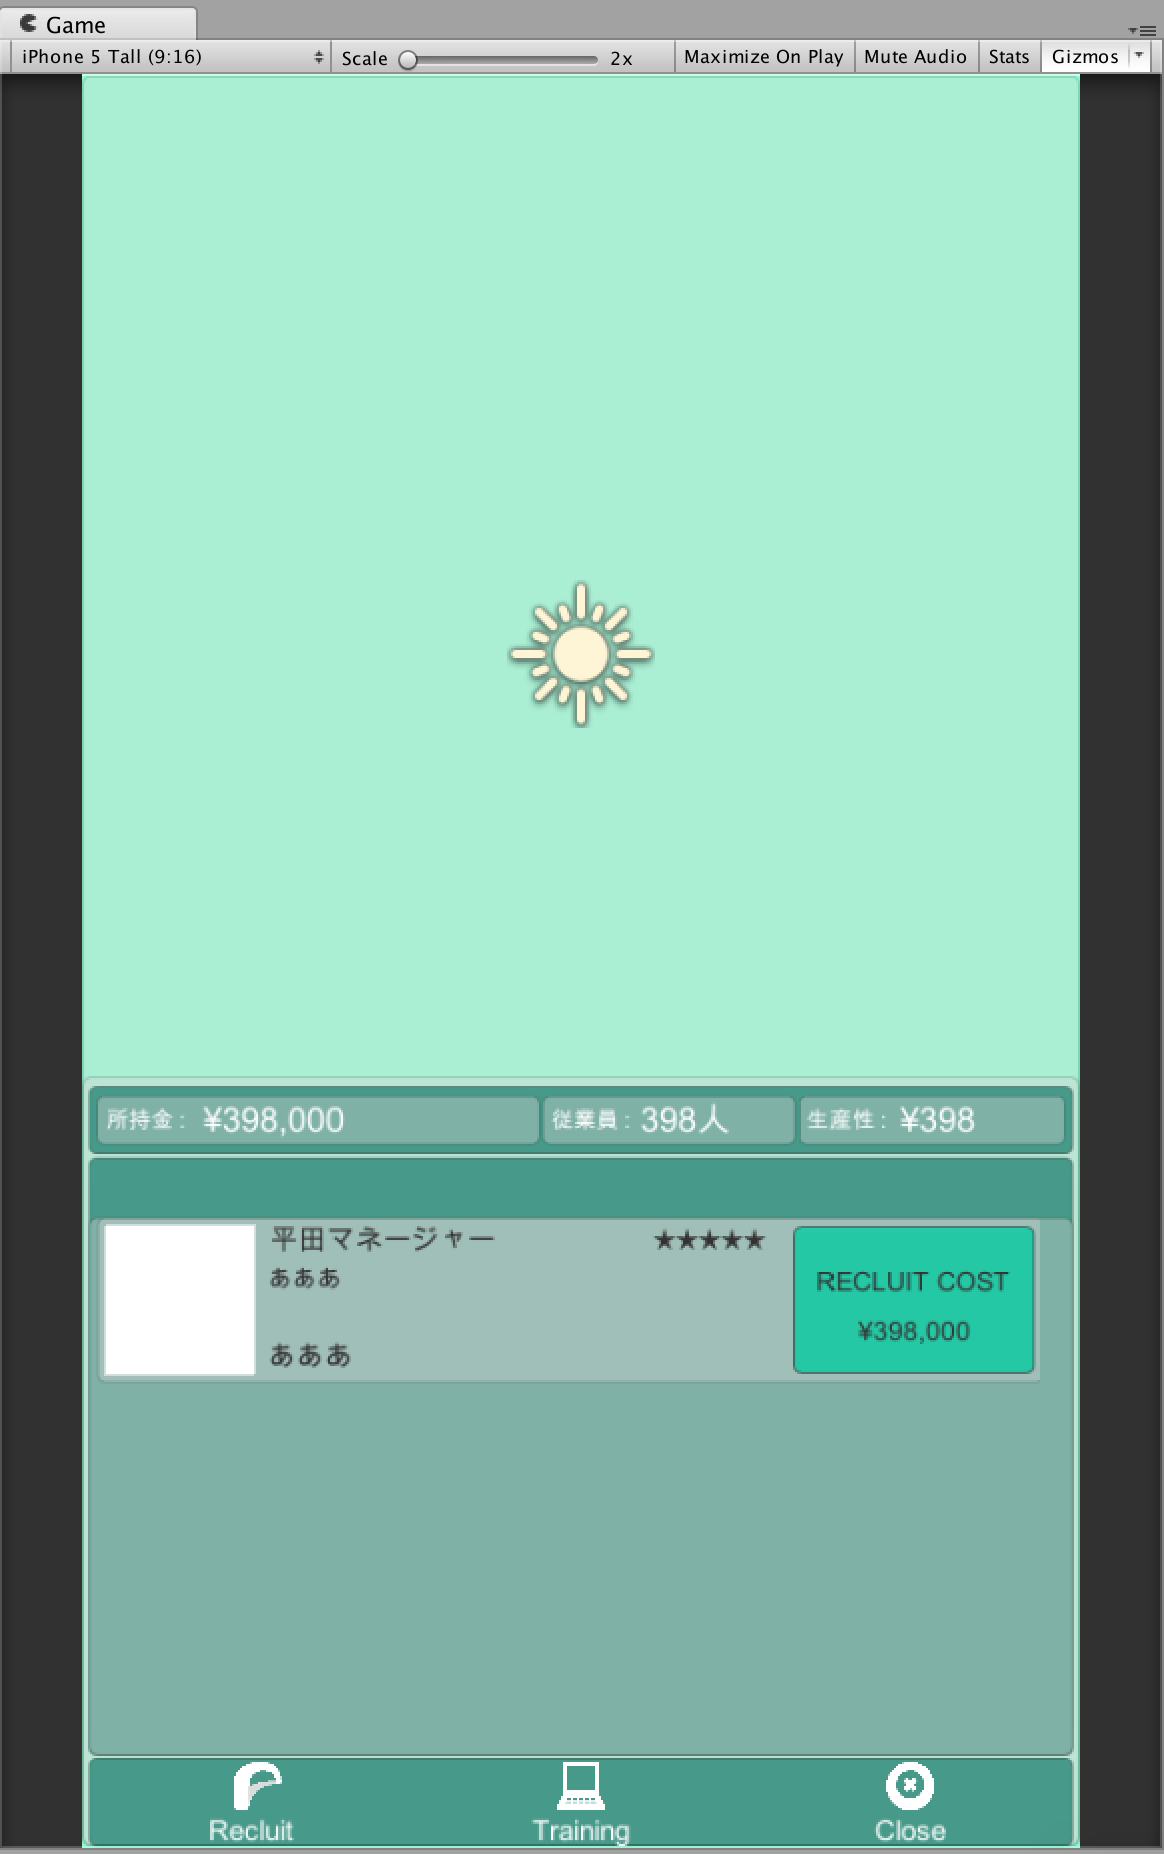 Game
iPhone 5 Tall (9:16) Scale 2x Maximize On Play Mute Audio Stats Gizmos
所持金 : ¥398,000 従業員 : 398人 生産性 : ¥398
平田マネージャー ★★★★★
あああ
あああ
RECLUIT COST
¥398,000
Recluit Training Close